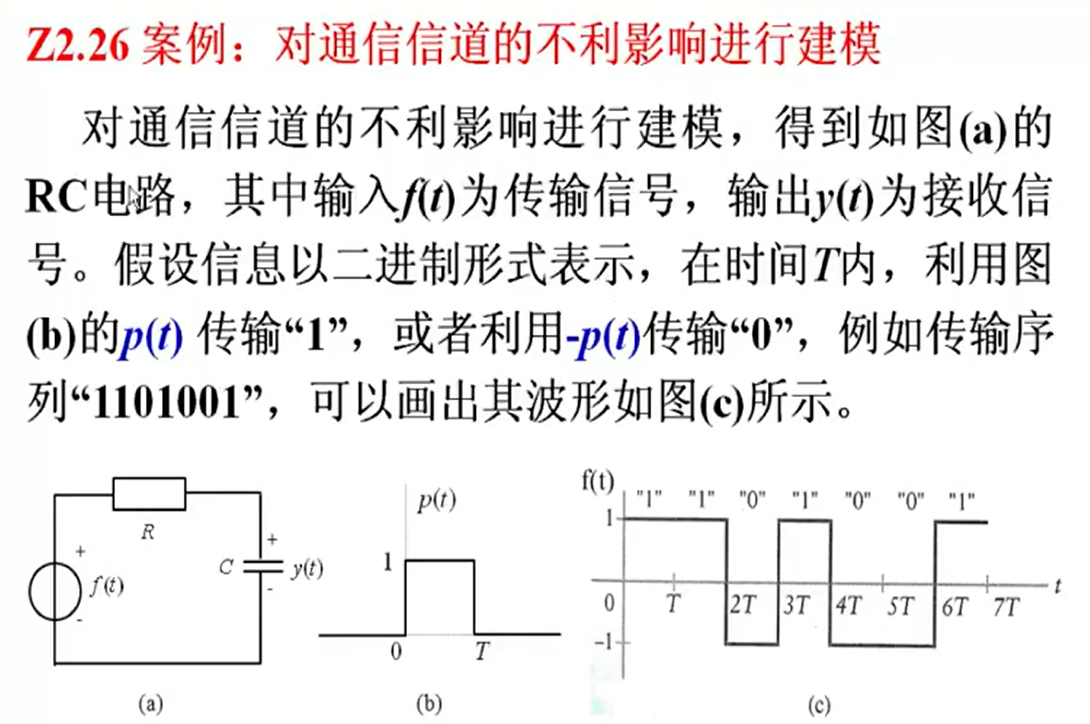 Z2.26 案例：对通信信道的不利影响进行建模
对通信信道的不利影响进行建模，得到如图(a)的
RC电路，其中输入f(t)为传输信号，输出y(t)为接收信
号。假设信息以二进制形式表示，在时间T内，利用图
(b)的p(t) 传输“1”，或者利用-p(t)传输“0”，例如传输序
列“1101001”，可以画出其波形如图(c)所示。
R
+
f(t)
-
C
+
y(t)
-
(a)
p(t)
1
0
T
(b)
f(t)
"1" "1" "0" "1" "0" "0" "1"
1
t
0 T 2T 3T 4T 5T 6T 7T
-1
(c)